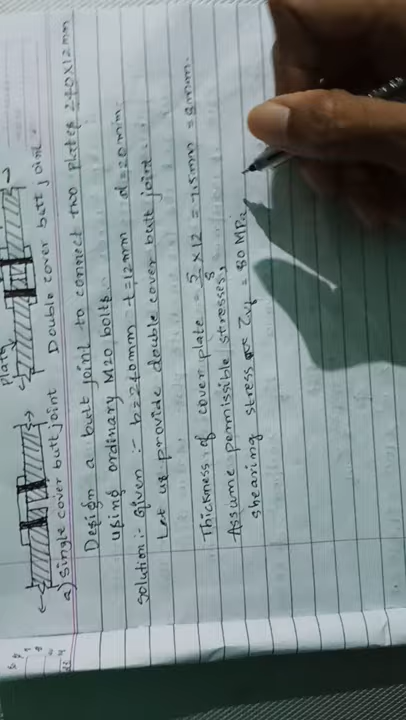 Plate
a) single cover butt joint Double cover butt joint.
Design a butt joint to connect two plates 240x12mm
using ordinary M20 bolts.
Solution:- Given :- b=240mm t=12mm d=20mm.
Let us provide double cover butt joint.
Thickness of cover plate = 5/8 x 12 = 7.5mm = 8mm.
Assume permissible stresses,
shearing stress τvf = 80 MPa